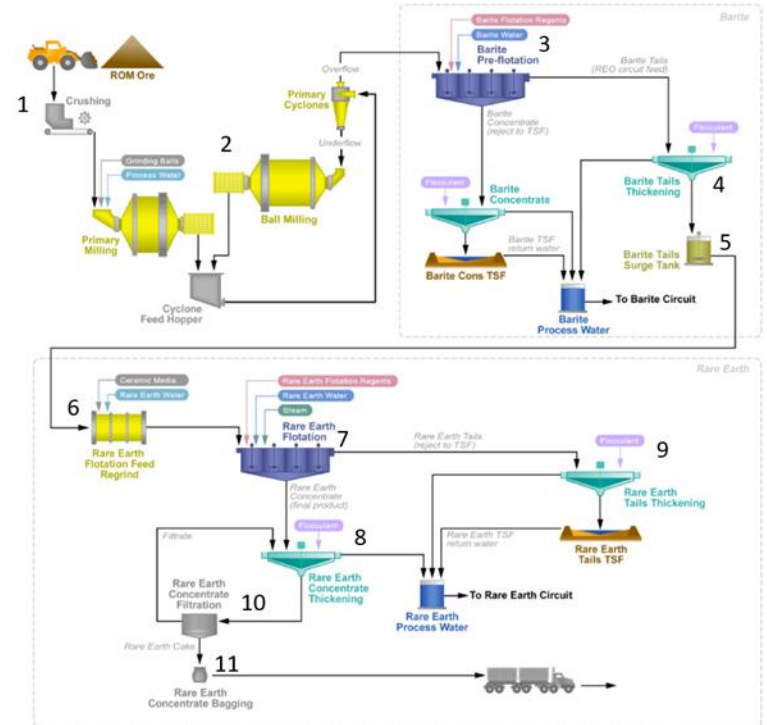 Barite
ROM Ore
1
Crushing
Grinding Balls
Process Water
Primary
Milling
2
Ball Milling
Overflow
Primary
Cyclones
Underflow
Cyclone
Feed Hopper
Barite Flotation Regents
Barite Water
Barite
Pre-flotation
3
Barite Tails
(REO circuit feed)
Barite
Concentrate
(reject to TSF)
Flocculant
Barite Tails
Thickening
4
Flocculant
Barite
Concentrate
Barite TSF
return water
Barite Cons TSF
5
Barite Tails
Surge Tank
To Barite Circuit
Barite
Process Water
Rare Earth
6
Ceramic Media
Rare Earth Water
Rare Earth
Flotation Feed
Regrind
Rare Earth Flotation Regents
Rare Earth Water
Steam
Rare Earth
Flotation
7
Rare Earth Tails
(reject to TSF)
Rare Earth
Concentrate
(final product)
Flocculant
9
Rare Earth
Tails Thickening
Filtrate
Flocculant
8
Rare Earth
Concentrate
Thickening
Rare Earth TSF
return water
Rare Earth
Tails TSF
Rare Earth
Concentrate
Filtration
10
To Rare Earth Circuit
Rare Earth
Process Water
Rare Earth Cake
11
Rare Earth
Concentrate Bagging